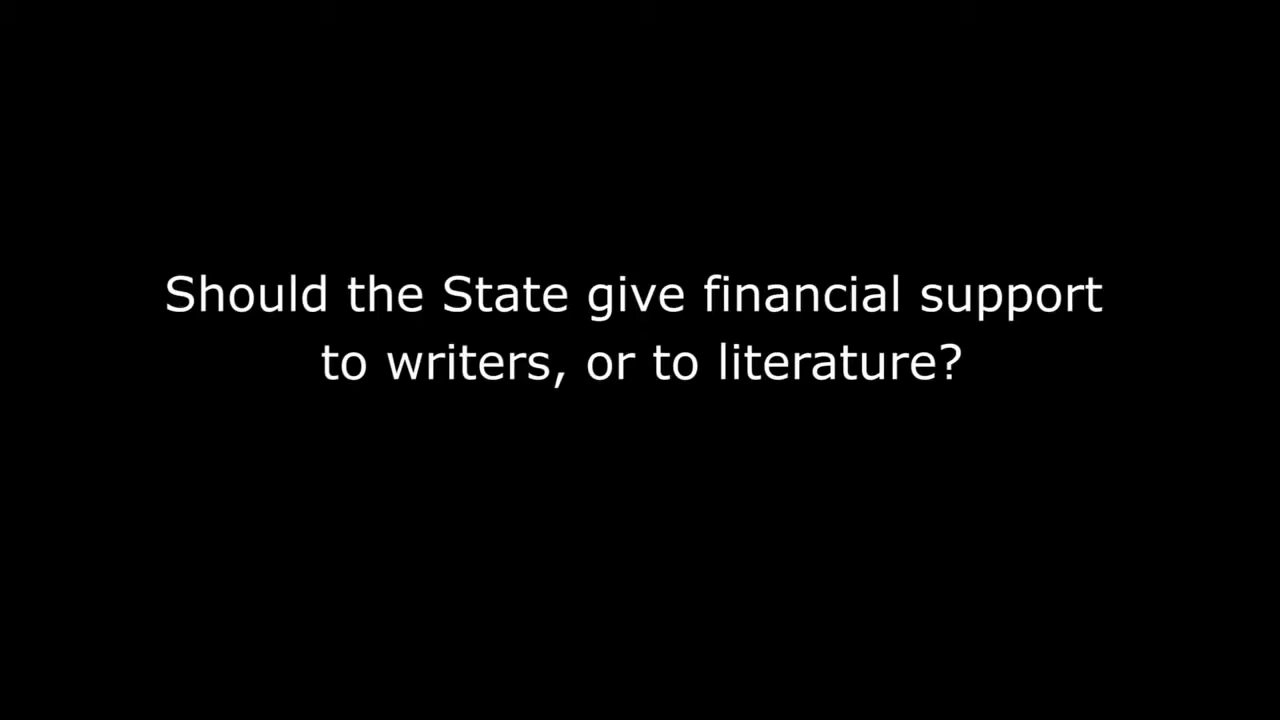 Should the State give financial support
to writers, or to literature?